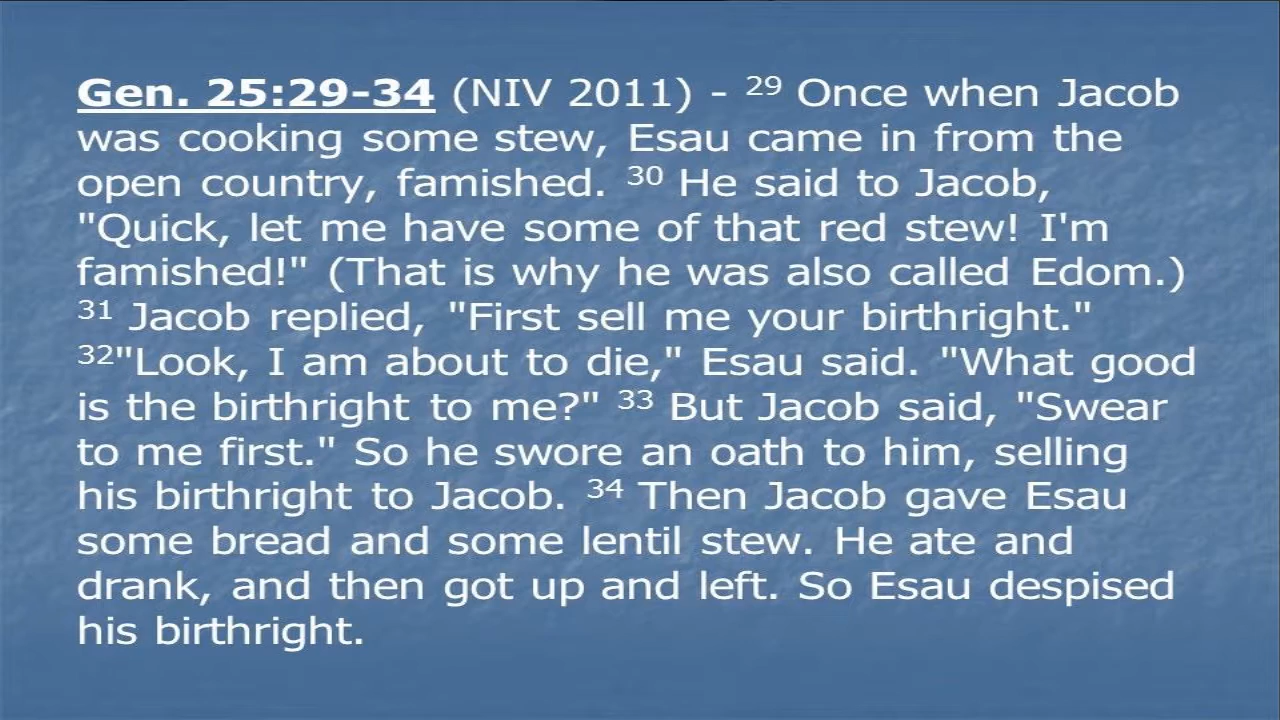 Gen. 25:29-34 (NIV 2011) - 29 Once when Jacob
was cooking some stew, Esau came in from the
open country, famished. 30 He said to Jacob,
"Quick, let me have some of that red stew! I'm
famished!" (That is why he was also called Edom.)
31 Jacob replied, "First sell me your birthright."
32"Look, I am about to die," Esau said. "What good
is the birthright to me?" 33 But Jacob said, "Swear
to me first." So he swore an oath to him, selling
his birthright to Jacob. 34 Then Jacob gave Esau
some bread and some lentil stew. He ate and
drank, and then got up and left. So Esau despised
his birthright.